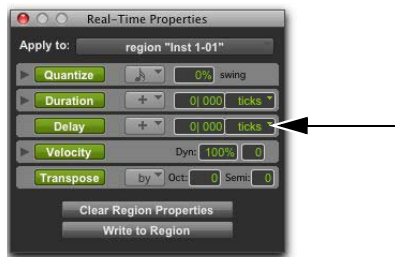 Real-Time Properties
Apply to: region "Inst 1-01"
Quantize 0% swing
Duration + 0| 000 ticks
Delay + 0| 000 ticks
Velocity Dyn: 100% 0
Transpose by Oct: 0 Semi: 0
Clear Region Properties
Write to Region